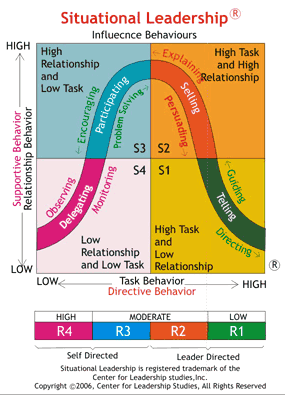 Situational Leadership®
Influecnce Behaviours
HIGH
High
Relationship
and
Low Task
High Task
and High
Relationship
Explaining
Selling
Persuading
Encouraging
Participating
Problem Solving
S3
S2
S4
S1
Observing
Delegating
Monitoring
Guiding
Telling
Directing
Low
Relationship
and Low Task
High Task
and
Low
Relationship
Supportive Behavior
Relationship Behavior
LOW
®
LOW
Task Behavior
HIGH
Directive Behavior
HIGH
MODERATE
LOW
R4
R3
R2
R1
Self Directed
Leader Directed
Situational Leadership is registered trademark of the
Center for Leadership studies,Inc.
Copyright ©2006, Center for Leadership Studies, All Rights Reserved